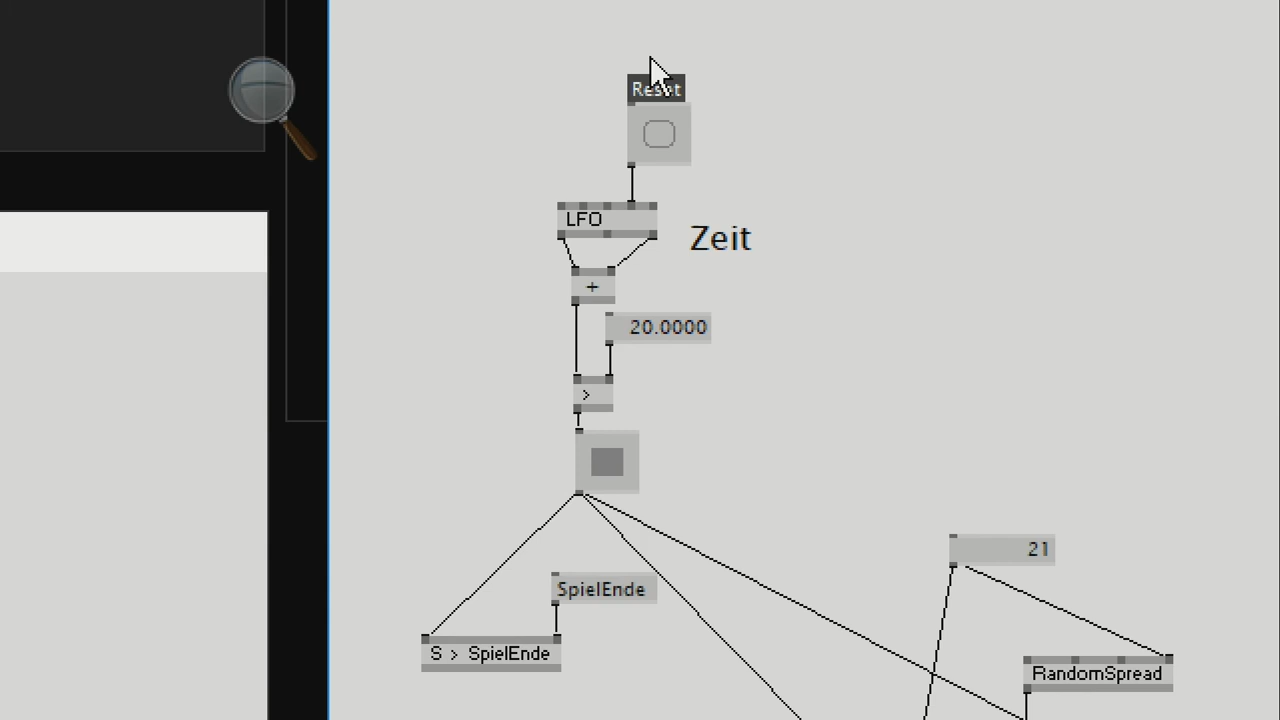 Reset
LFO
Zeit
+
20.0000
>
21
SpielEnde
S > SpielEnde
RandomSpread